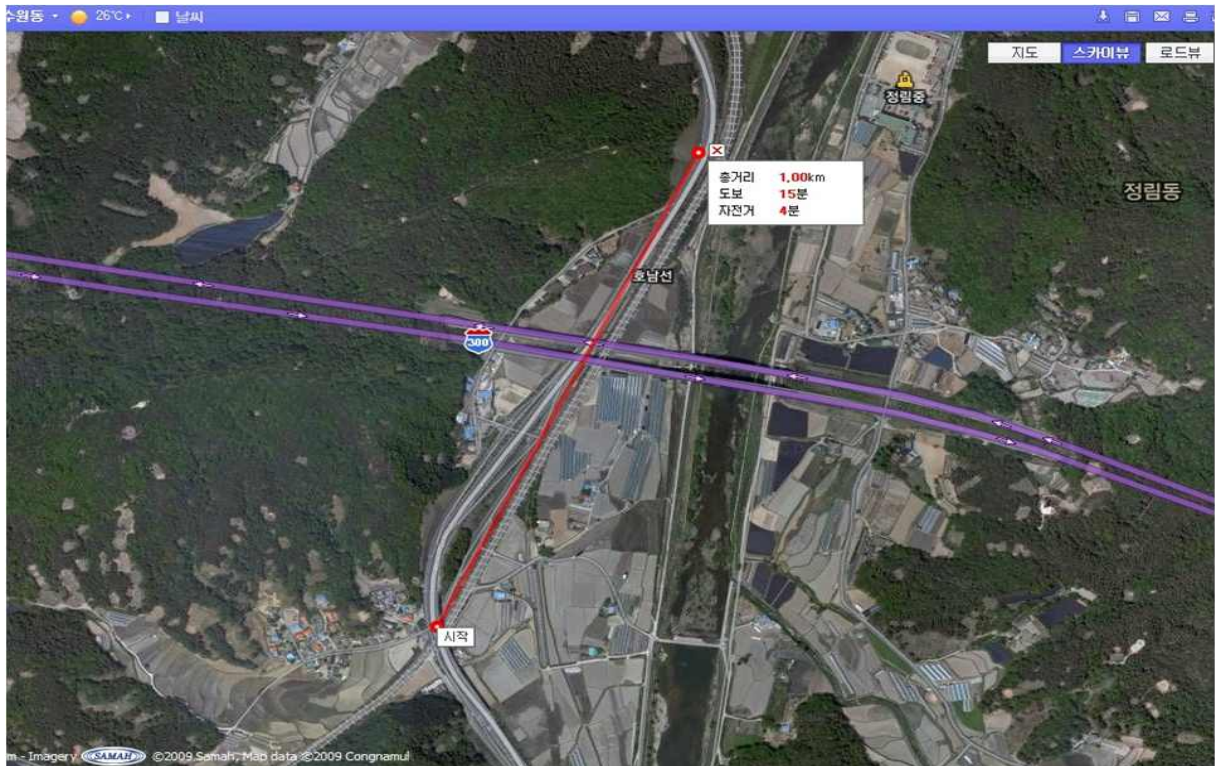 수원동 26℃ 날씨
지도 스카이뷰 로드뷰
정림중
총거리 1.00km
도보 15분
자전거 4분
정림동
호남선
300
시작
m - Imagery SAMAH ©2009 Samah, Map data ©2009 Congnamul